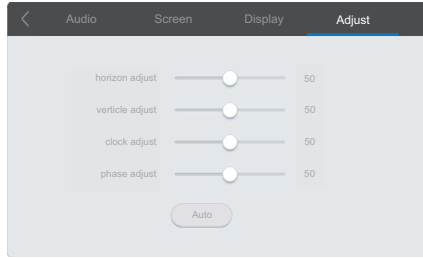 Audio Screen Display Adjust
horizon adjust 50
verticle adjust 50
clock adjust 50
phase adjust 50
Auto